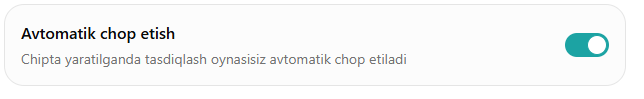 Avtomatik chop etish
Chipta yaratilganda tasdiqlash oynasisiz avtomatik chop etiladi